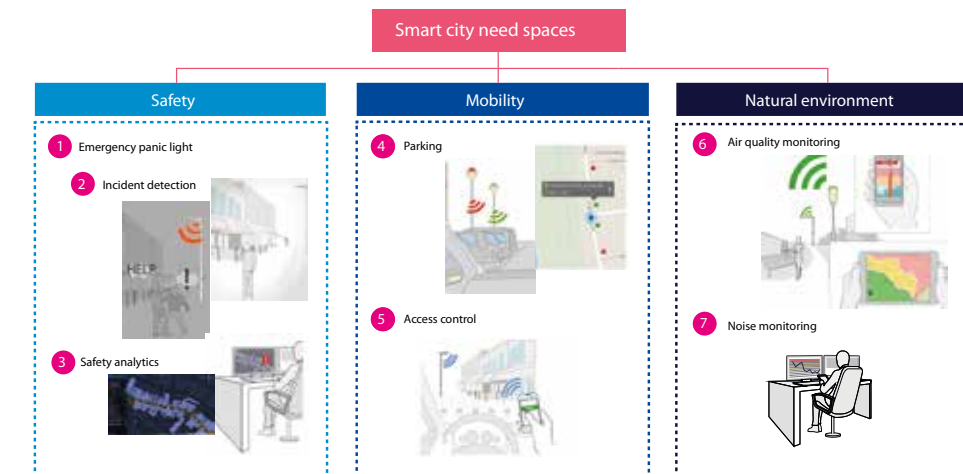 Smart city need spaces
Safety
Mobility
Natural environment
1 Emergency panic light
2 Incident detection
HELP
!
3 Safety analytics
4 Parking
5 Access control
6 Air quality monitoring
7 Noise monitoring